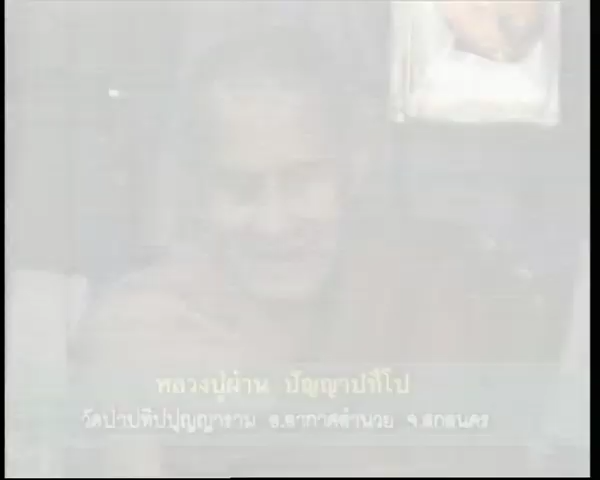 หลวงปู่ผ่าน ปัญญาปทีโป
วัดป่าปทีปปุญญาราม อ.อากาศอำนวย จ.สกลนคร